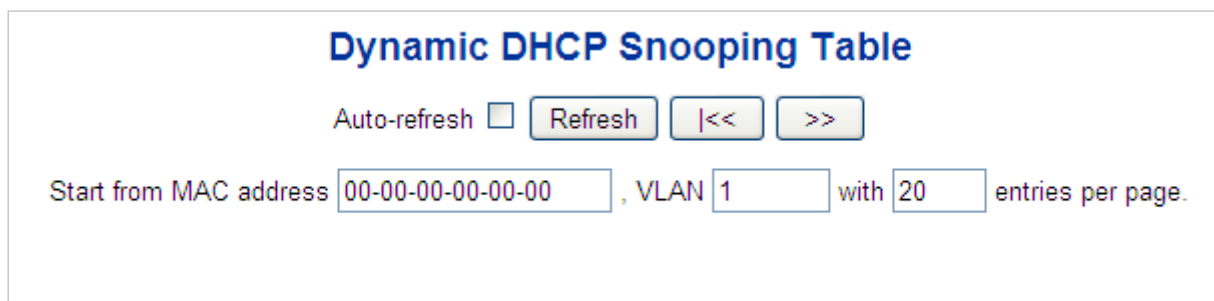 Dynamic DHCP Snooping Table
Auto-refresh Refresh |<< >>
Start from MAC address 00-00-00-00-00-00 , VLAN 1 with 20 entries per page.